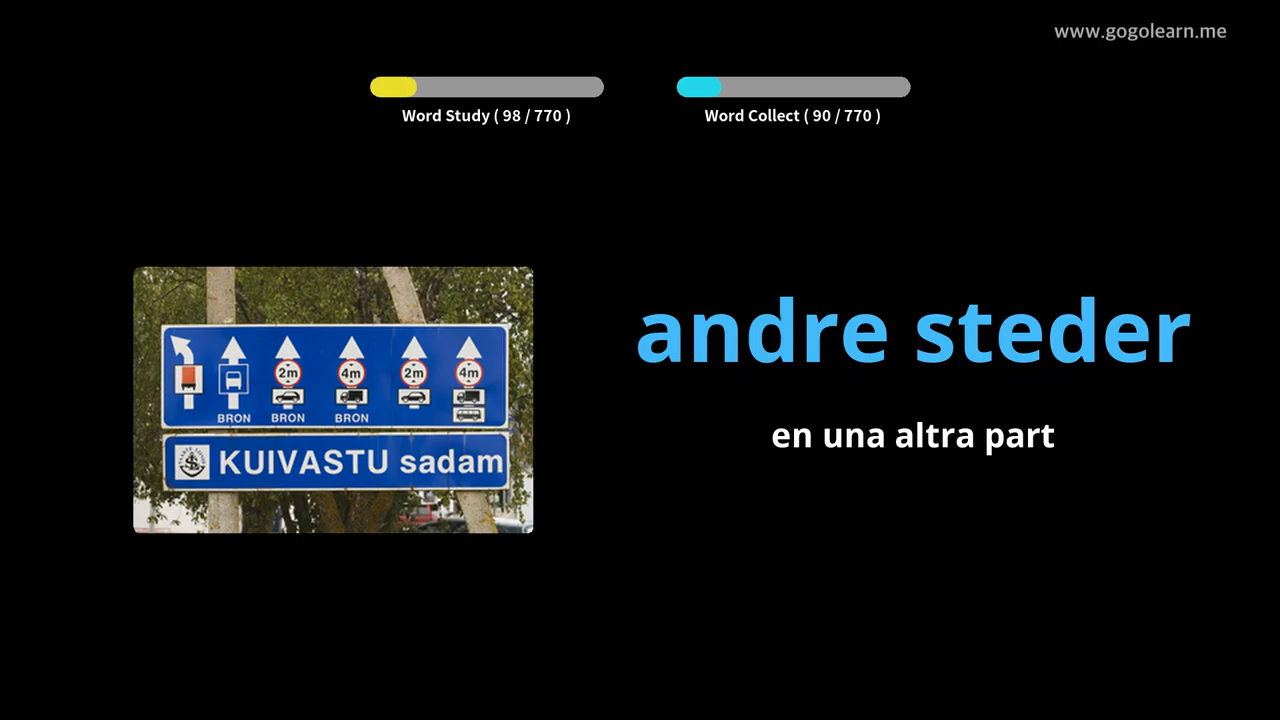 www.gogolearn.me
Word Study ( 98 / 770 )
Word Collect ( 90 / 770 )
andre steder
en una altra part
2m
4m
2m
4m
BRON
BRON
BRON
KUIVASTU sadam